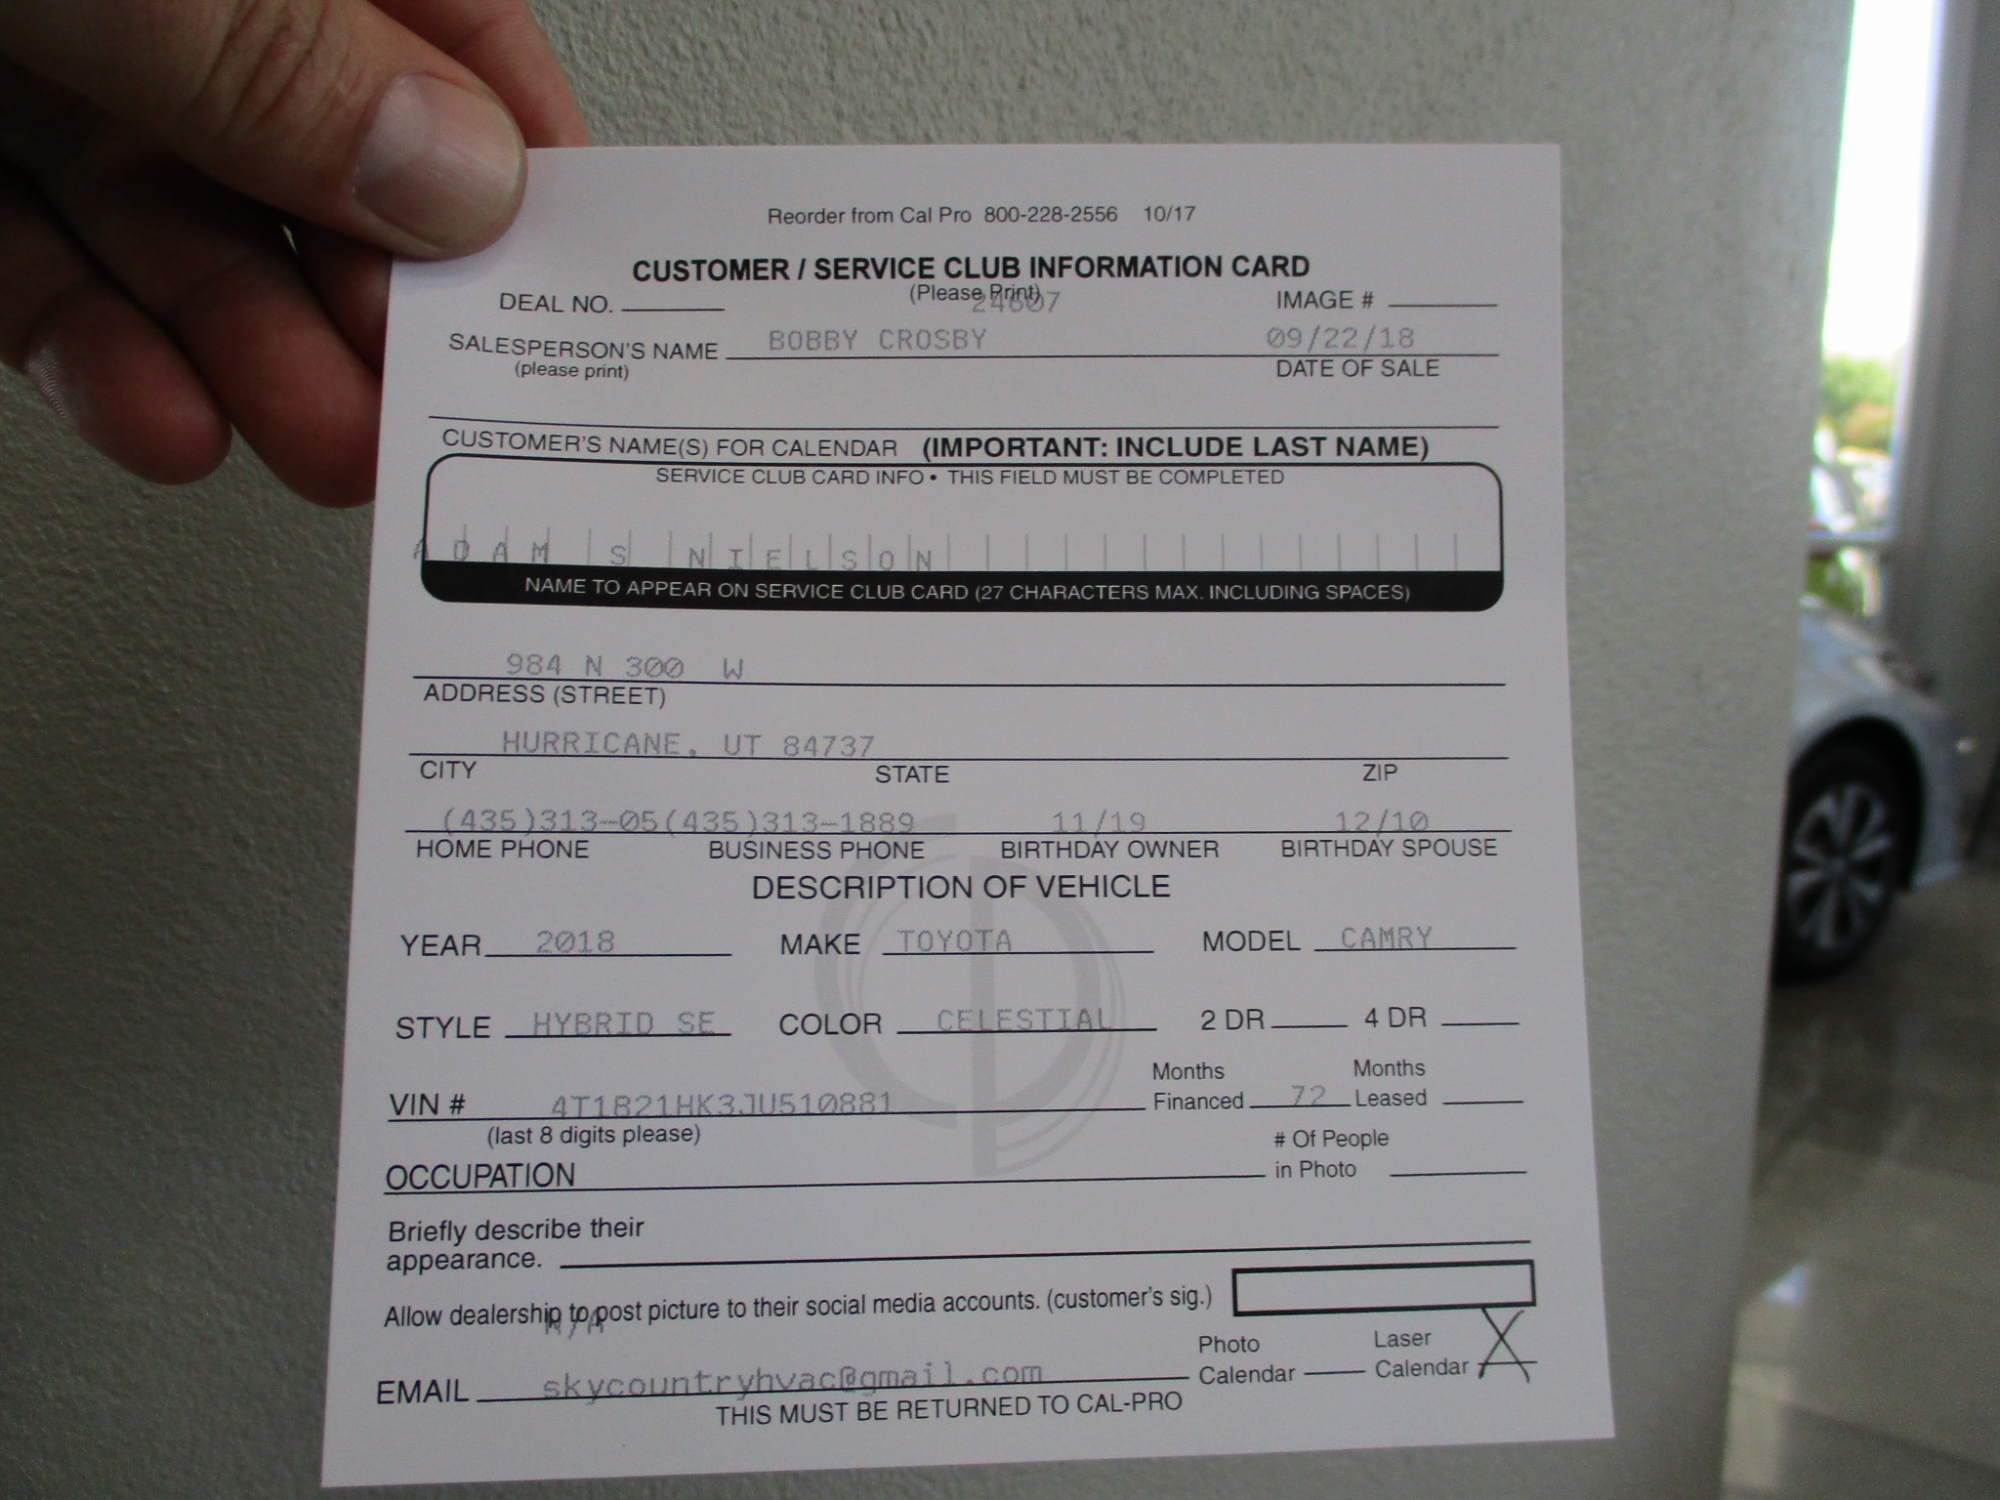 Reorder from Cal Pro 800-228-2556 10/17
CUSTOMER / SERVICE CLUB INFORMATION CARD
(Please Print)
24607
DEAL NO. IMAGE #
BOBBY CROSBY 09/22/18
SALESPERSON'S NAME
(please print) DATE OF SALE
CUSTOMER'S NAME(S) FOR CALENDAR (IMPORTANT: INCLUDE LAST NAME)
SERVICE CLUB CARD INFO • THIS FIELD MUST BE COMPLETED
ADAM S NIELSON
NAME TO APPEAR ON SERVICE CLUB CARD (27 CHARACTERS MAX. INCLUDING SPACES)
984 N 300 W
ADDRESS (STREET)
HURRICANE, UT 84737
CITY STATE ZIP
(435)313-05(435)313-1889 11/19 12/10
HOME PHONE BUSINESS PHONE BIRTHDAY OWNER BIRTHDAY SPOUSE
DESCRIPTION OF VEHICLE
YEAR 2018 MAKE TOYOTA MODEL CAMRY
STYLE HYBRID SE COLOR CELESTIAL 2 DR 4 DR
VIN # 4T1B21HK3JU510881 Months Financed 72 Months Leased
(last 8 digits please)
OCCUPATION # Of People in Photo
Briefly describe their
appearance.
Allow dealership to post picture to their social media accounts. (customer's sig.)
N/A
EMAIL skycountryhvac@gmail.com Photo Calendar Laser Calendar X
THIS MUST BE RETURNED TO CAL-PRO